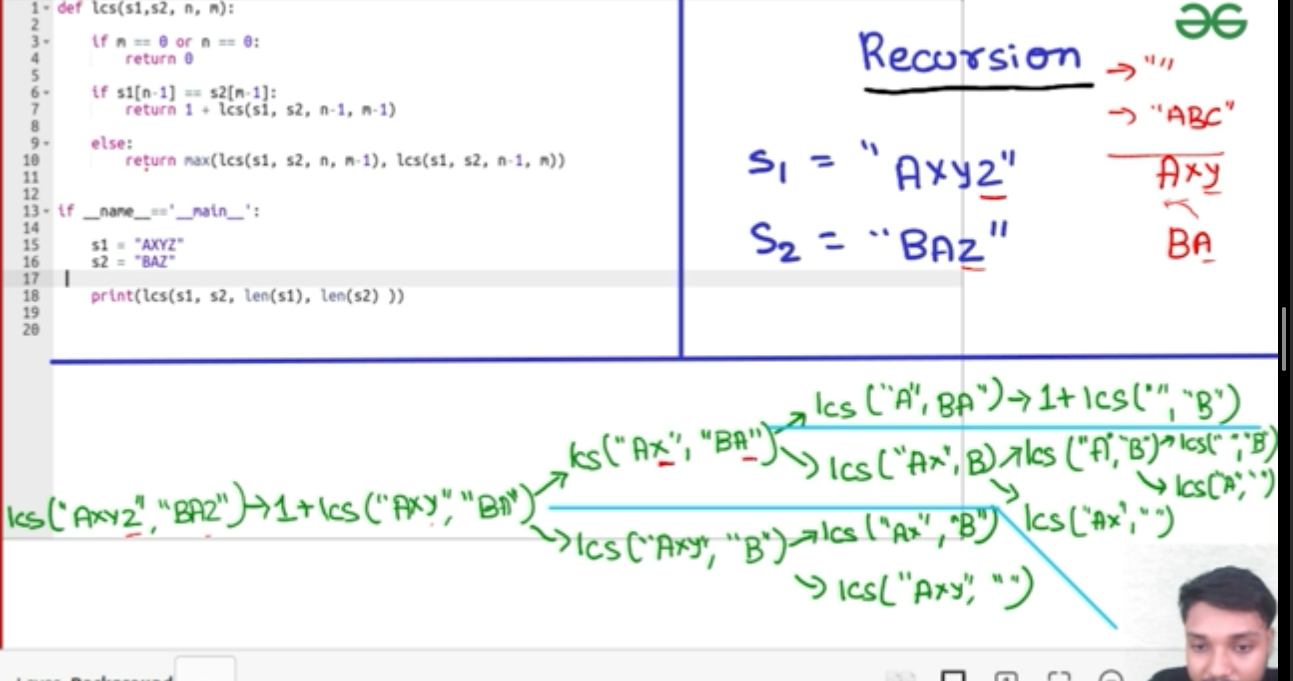 1 def lcs(s1,s2, n, m):
2
3 if m == 0 or n == 0:
4 return 0
5
6 if s1[n-1] == s2[m-1]:
7 return 1 + lcs(s1, s2, n-1, m-1)
8
9 else:
10 return max(lcs(s1, s2, n, m-1), lcs(s1, s2, n-1, m))
11
12
13 if __name__=='__main__':
14
15 s1 = "AXYZ"
16 s2 = "BAZ"
17
18 print(lcs(s1, s2, len(s1), len(s2) ))
19
20
Recursion
→ ""
→ "ABC"
S1 = "AXYZ"
S2 = "BAZ"
AXY
BA
lcs("AXYZ", "BAZ") → 1+lcs("AXY", "BA")
lcs("AX", "BA")
lcs("A", BA") → 1+lcs("", "B")
lcs("AX", B)
lcs("A", "B") → lcs("", "B)
lcs(A", "")
lcs("AX", "")
lcs("AXY", "B") → lcs("AX", "B")
lcs("AXY", "")